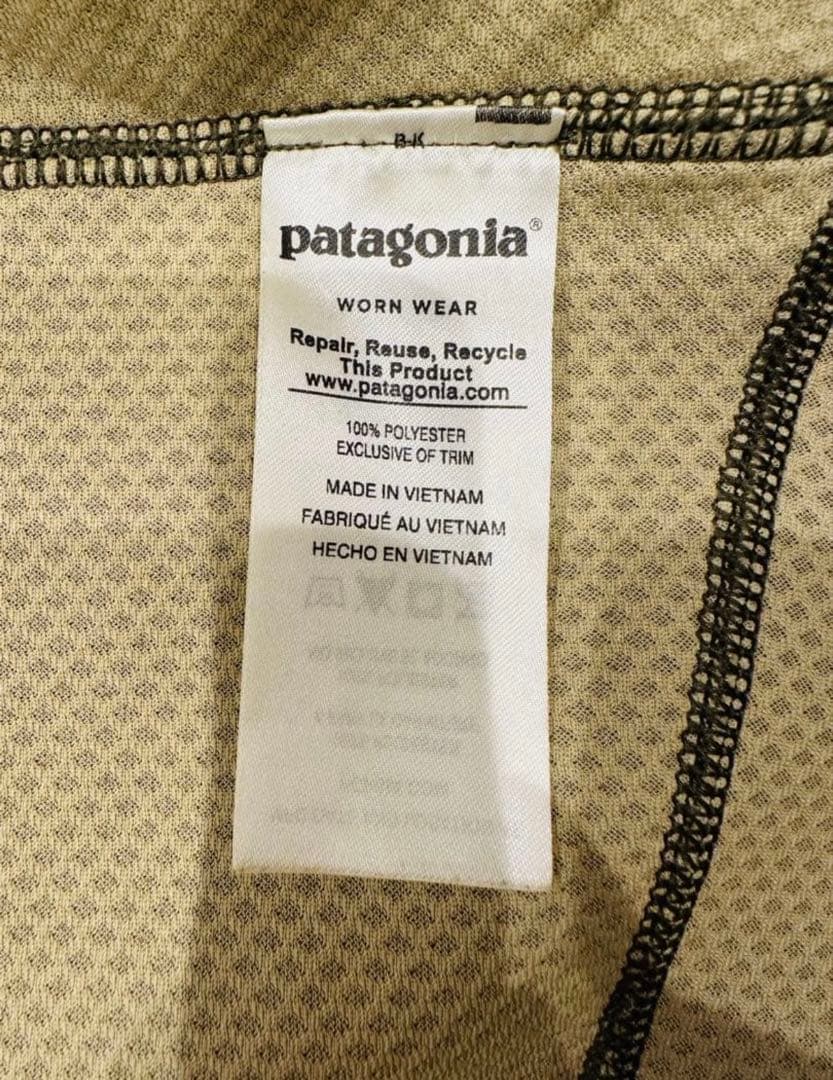 B-K
patagonia®
WORN WEAR
Repair, Reuse, Recycle
This Product
www.patagonia.com
100% POLYESTER
EXCLUSIVE OF TRIM
MADE IN VIETNAM
FABRIQUÉ AU VIETNAM
HECHO EN VIETNAM